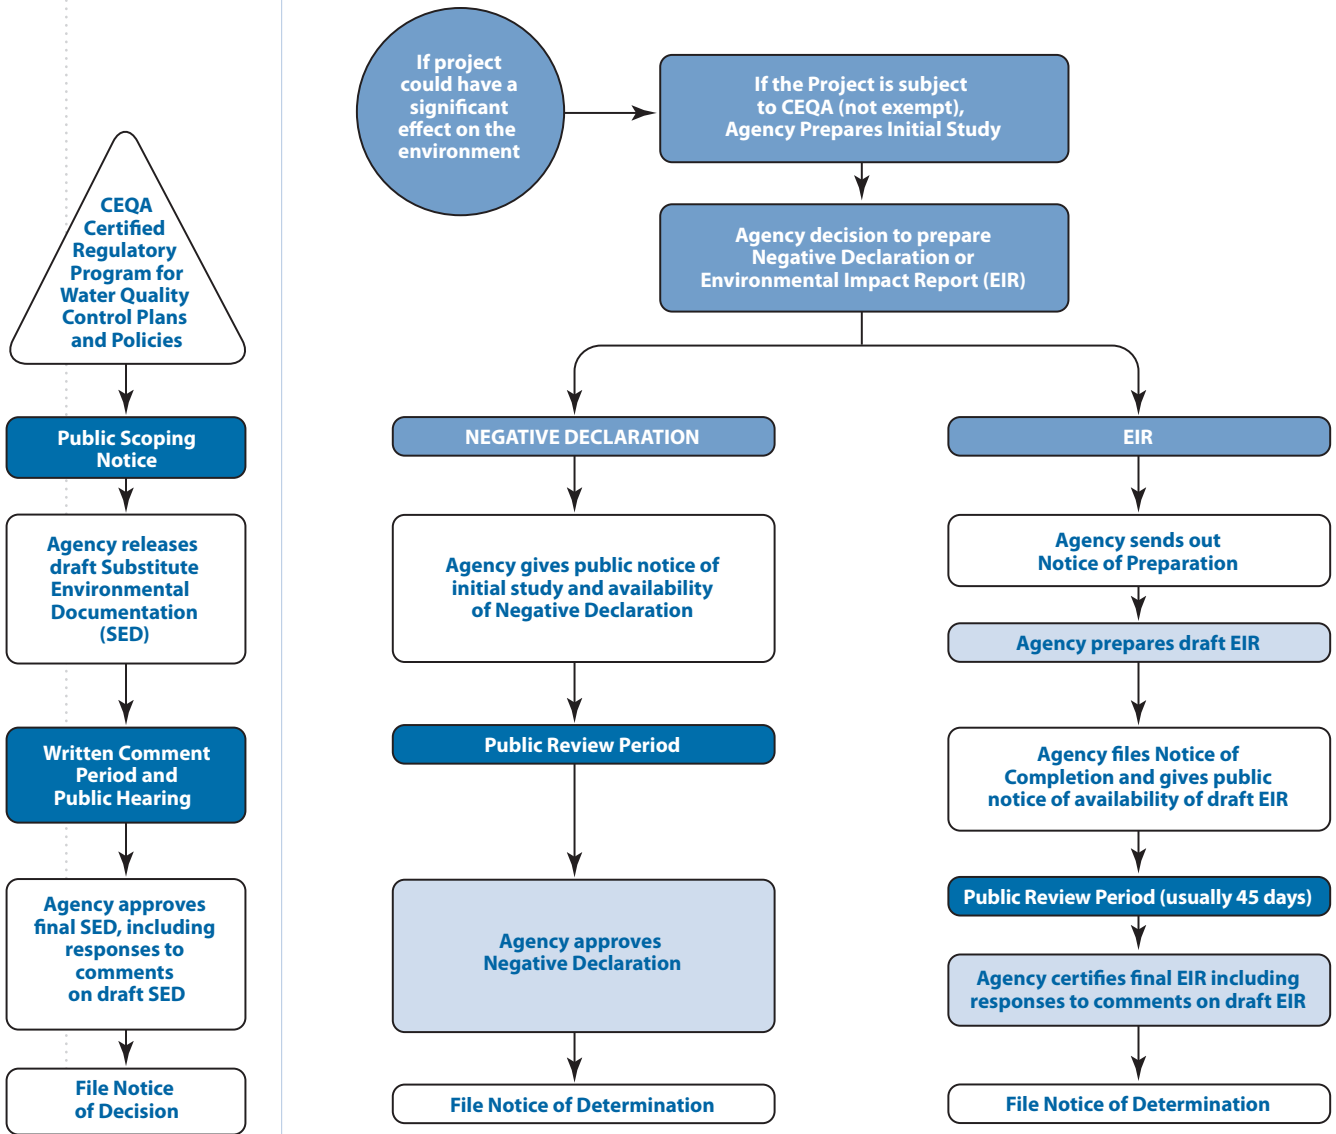 CEQA
Certified
Regulatory
Program for
Water Quality
Control Plans
and Policies
Public Scoping
Notice
Agency releases
draft Substitute
Environmental
Documentation
(SED)
Written Comment
Period and
Public Hearing
Agency approves
final SED, including
responses to
comments
on draft SED
File Notice
of Decision
If project
could have a
significant
effect on the
environment
If the Project is subject
to CEQA (not exempt),
Agency Prepares Initial Study
Agency decision to prepare
Negative Declaration or
Environmental Impact Report (EIR)
NEGATIVE DECLARATION
Agency gives public notice of
initial study and availability
of Negative Declaration
Public Review Period
Agency approves
Negative Declaration
File Notice of Determination
EIR
Agency sends out
Notice of Preparation
Agency prepares draft EIR
Agency files Notice of
Completion and gives public
notice of availability of draft EIR
Public Review Period (usually 45 days)
Agency certifies final EIR including
responses to comments on draft EIR
File Notice of Determination